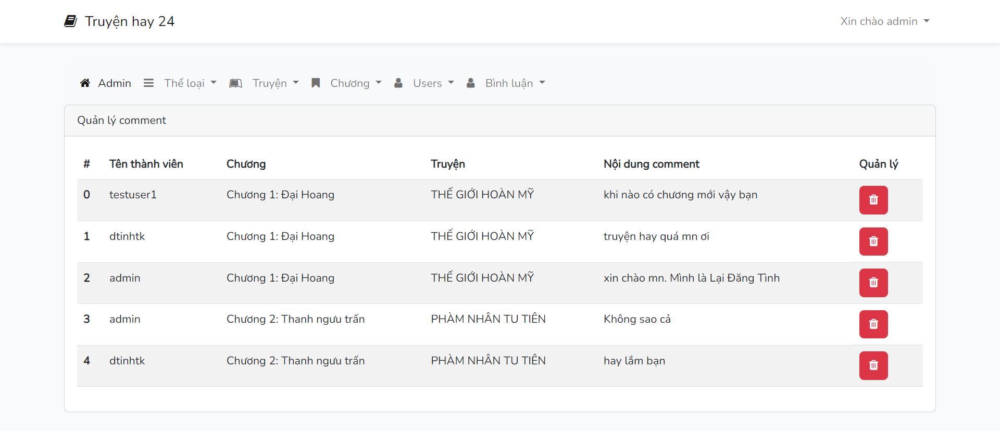 Truyện hay 24
Xin chào admin
Admin Thể loại Truyện Chương Users Bình luận
Quản lý comment
# Tên thành viên Chương Truyện Nội dung comment Quản lý
0 testuser1 Chương 1: Đại Hoang THẾ GIỚI HOÀN MỸ khi nào có chương mới vậy bạn
1 dtinhtk Chương 1: Đại Hoang THẾ GIỚI HOÀN MỸ truyện hay quá mn ơi
2 admin Chương 1: Đại Hoang THẾ GIỚI HOÀN MỸ xin chào mn. Mình là Lại Đăng Tình
3 admin Chương 2: Thanh ngưu trấn PHÀM NHÂN TU TIÊN Không sao cả
4 dtinhtk Chương 2: Thanh ngưu trấn PHÀM NHÂN TU TIÊN hay lắm bạn